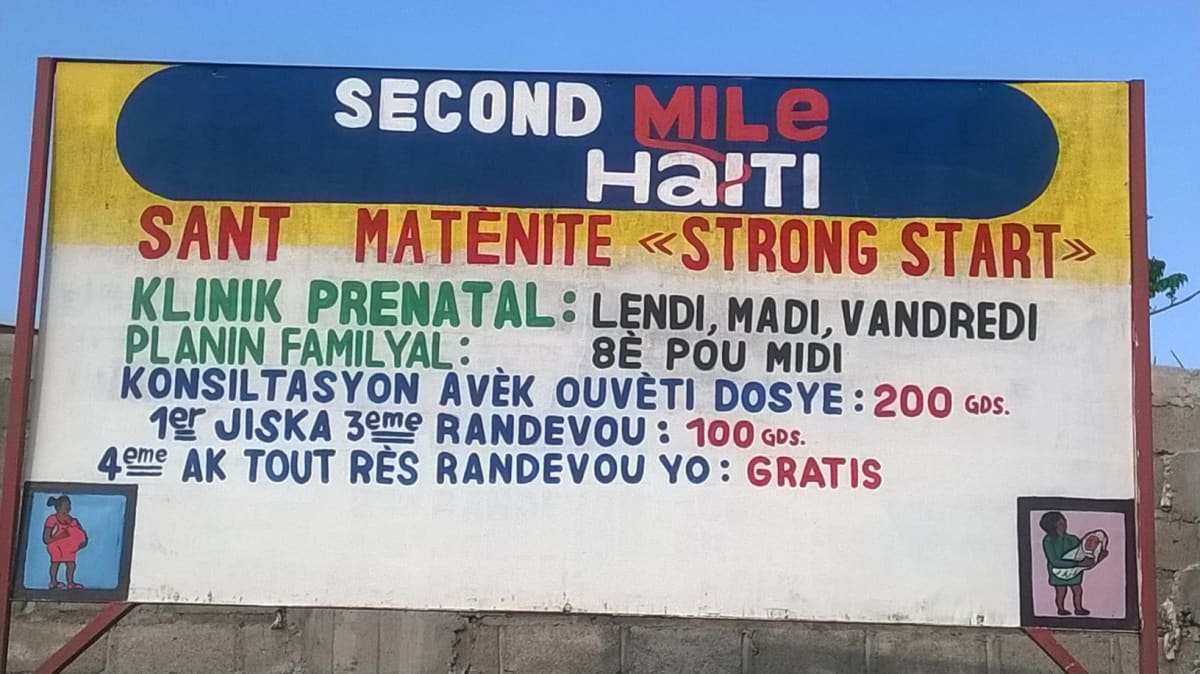 SECOND MILe
HaITI
SANT MATÈNITE «STRONG START»
KLINIK PRENATAL: LENDI, MADI, VANDREDI
PLANIN FAMILYAL: 8È POU MIDI
KONSILTASYON AVÈK OUVÈTI DOSYE: 200 GDS.
1er JISKA 3eme RANDEVOU: 100 GDS.
4eme AK TOUT RÈS RANDEVOU YO: GRATIS